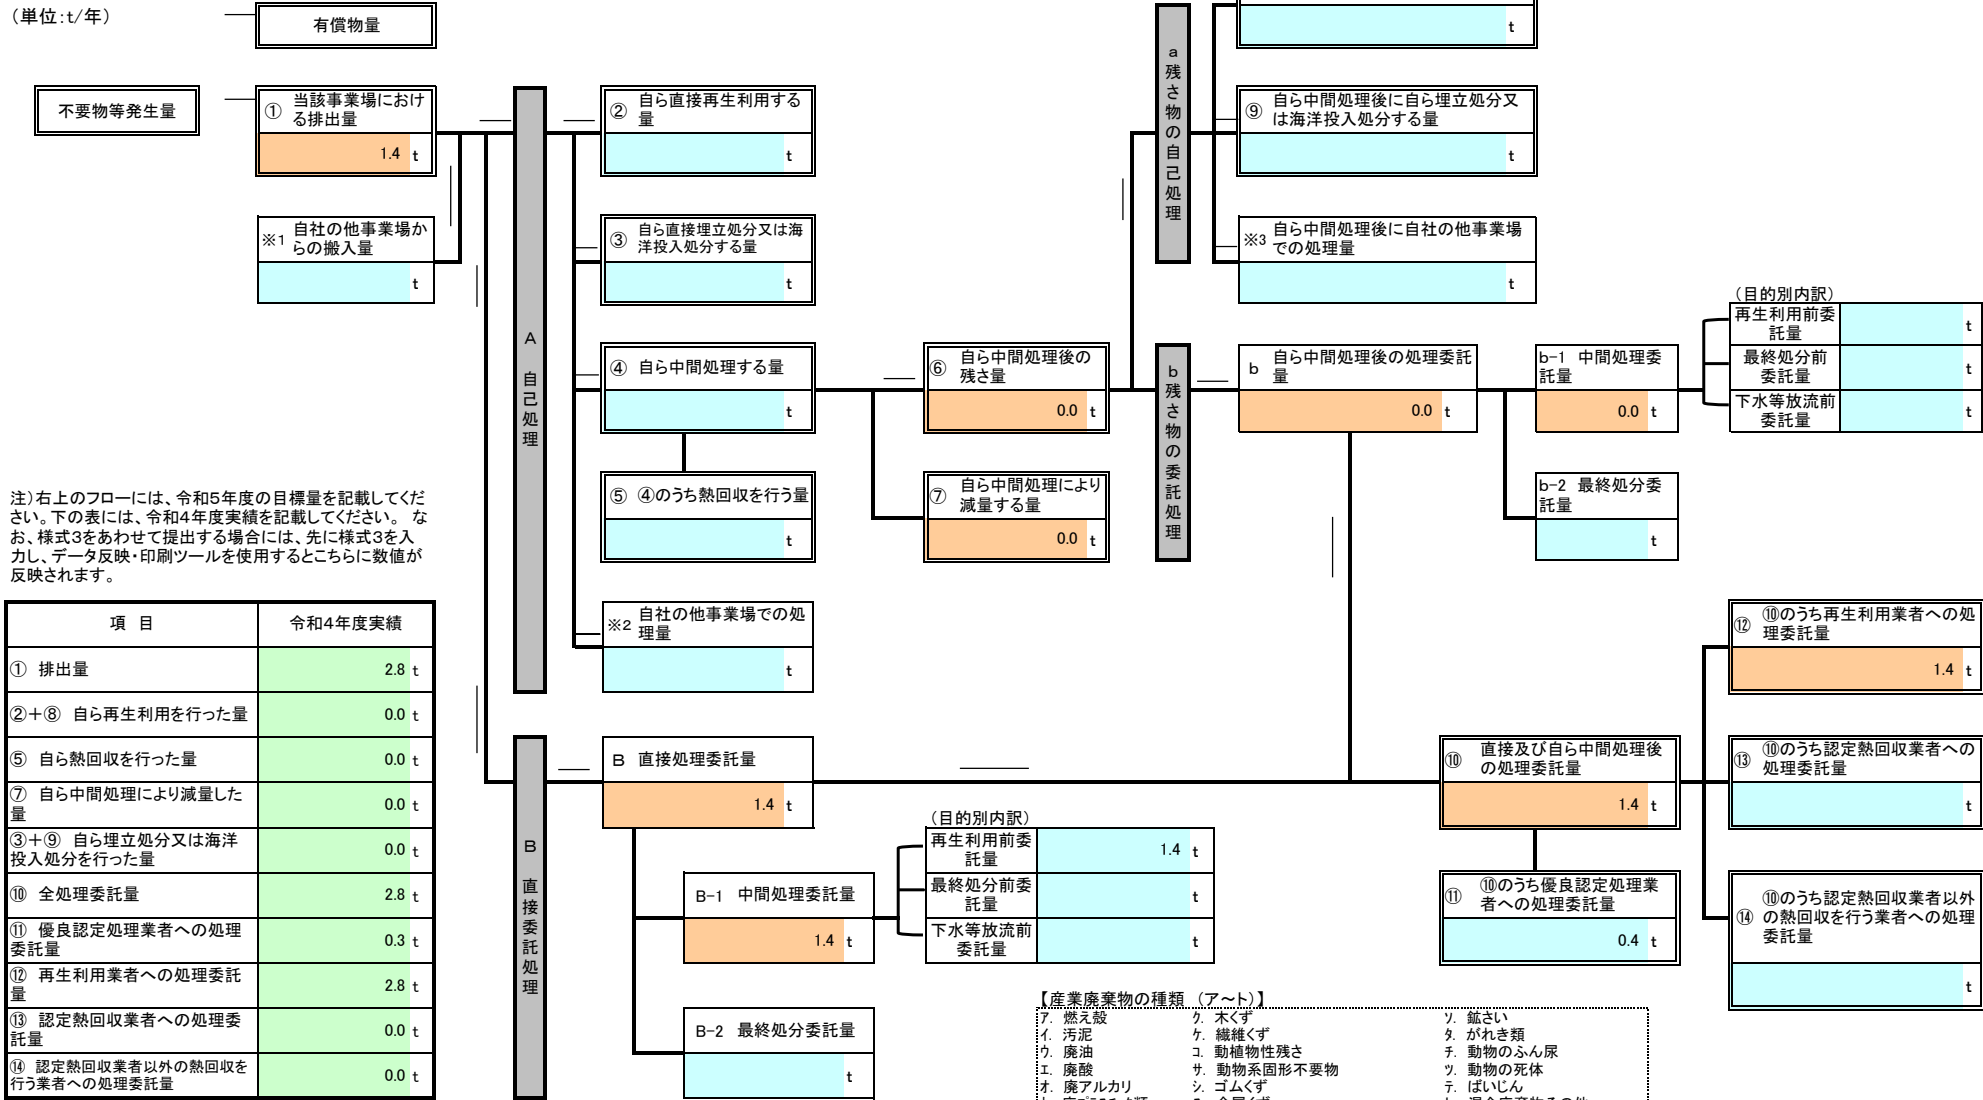 (単位:t/年)
有償物量
t
不要物等発生量
① 当該事業場におけ
る排出量
1.4 t
※1 自社の他事業場か
らの搬入量
t
A 自己処理
② 自ら直接再生利用する
量
t
③ 自ら直接埋立処分又は海
洋投入処分する量
t
④ 自ら中間処理する量
t
⑤ ④のうち熱回収を行う量
t
※2 自社の他事業場での処
理量
t
⑥ 自ら中間処理後の
残さ量
0.0 t
⑦ 自ら中間処理により
減量する量
0.0 t
a 残さ物の自己処理
⑨ 自ら中間処理後に自ら埋立処分又
は海洋投入処分する量
t
※3 自ら中間処理後に自社の他事業場
での処理量
t
b 残さ物の委託処理
b 自ら中間処理後の処理委託
量
0.0 t
b-1 中間処理委
託量
0.0 t
b-2 最終処分委
託量
t
(目的別内訳)
再生利用前委
託量
t
最終処分前
委託量
t
下水等放流前
委託量
t
注)右上のフローには、令和5年度の目標量を記載してくだ
さい。下の表には、令和4年度実績を記載してください。 な
お、様式3をあわせて提出する場合には、先に様式3を入
力し、データ反映・印刷ツールを使用するとこちらに数値が
反映されます。
項 目 令和4年度実績
① 排出量 2.8 t
②+⑧ 自ら再生利用を行った量 0.0 t
⑤ 自ら熱回収を行った量 0.0 t
⑦ 自ら中間処理により減量した
量 0.0 t
③+⑨ 自ら埋立処分又は海洋
投入処分を行った量 0.0 t
⑩ 全処理委託量 2.8 t
⑪ 優良認定処理業者への処理
委託量 0.3 t
⑫ 再生利用業者への処理委託
量 2.8 t
⑬ 認定熱回収業者への処理委
託量 0.0 t
⑭ 認定熱回収業者以外の熱回収を
行う業者への処理委託量 0.0 t
B 直接委託処理
B 直接処理委託量
1.4 t
B-1 中間処理委託量
1.4 t
B-2 最終処分委託量
t
(目的別内訳)
再生利用前委
託量
1.4 t
最終処分前委
託量
t
下水等放流前
委託量
t
⑩ 直接及び自ら中間処理後
の処理委託量
1.4 t
⑪ ⑩のうち優良認定処理業
者への処理委託量
0.4 t
⑫ ⑩のうち再生利用業者への処
理委託量
1.4 t
⑬ ⑩のうち認定熱回収業者への
処理委託量
t
⑭ ⑩のうち認定熱回収業者以外
の熱回収を行う業者への処理
委託量
t
【産業廃棄物の種類 (ア~ト)】
ア. 燃え殻 ク. 木くず ソ. 鉱さい
イ. 汚泥 ケ. 繊維くず タ. がれき類
ウ. 廃油 コ. 動植物性残さ チ. 動物のふん尿
エ. 廃酸 サ. 動物系固形不要物 ツ. 動物の死体
オ. 廃アルカリ シ. ゴムくず テ. ばいじん